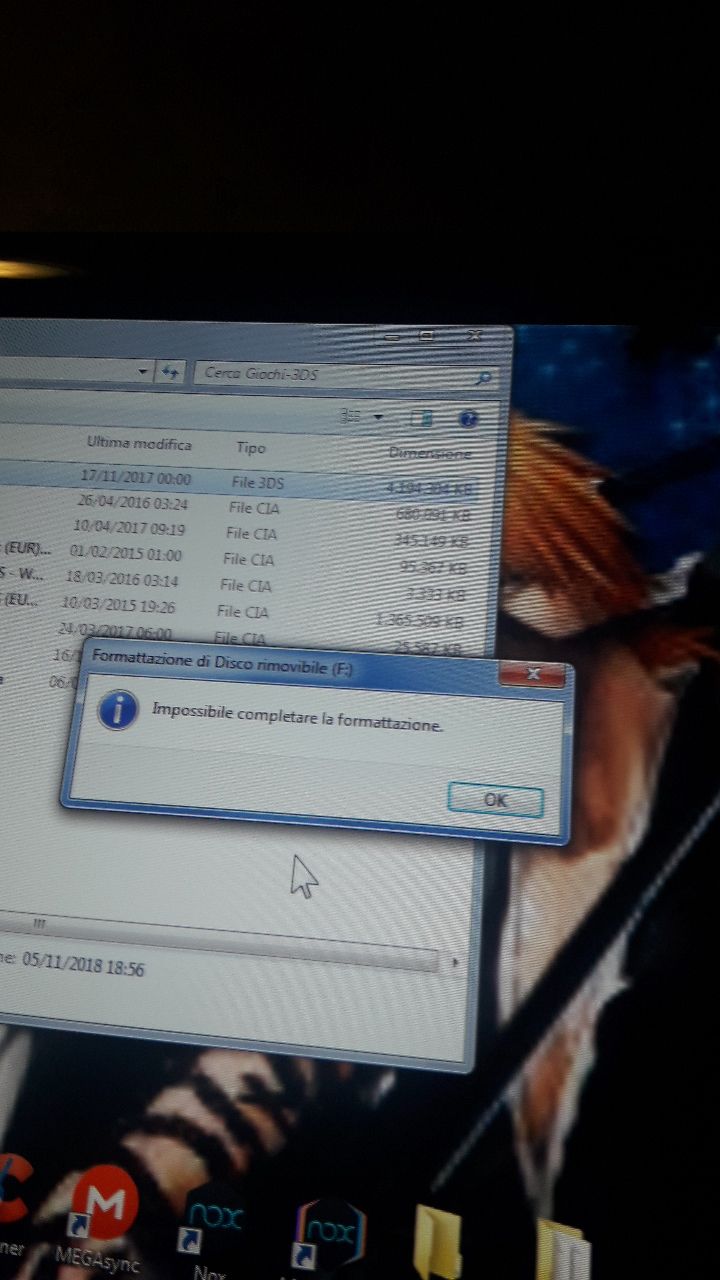 Cerca Giochi-3DS
Ultima modifica Tipo Dimensione
17/11/2017 00:00 File 3DS 4.194.304 KB
26/04/2016 03:24 File CIA 680.091 KB
10/04/2017 09:19 File CIA 345.149 KB
(EUR)... 01/02/2015 01:00 File CIA 95.367 KB
S - W... 18/03/2016 03:14 File CIA 3.333 KB
(EU... 10/03/2015 19:26 File CIA 1.365.509 KB
24/03/2017 06:00 File CIA 25.582 KB
16/1
06/0
Formattazione di Disco rimovibile (F:)
Impossibile completare la formattazione.
OK
ne: 05/11/2018 18:56
ner
MEGAsync
nox
Nox
nox